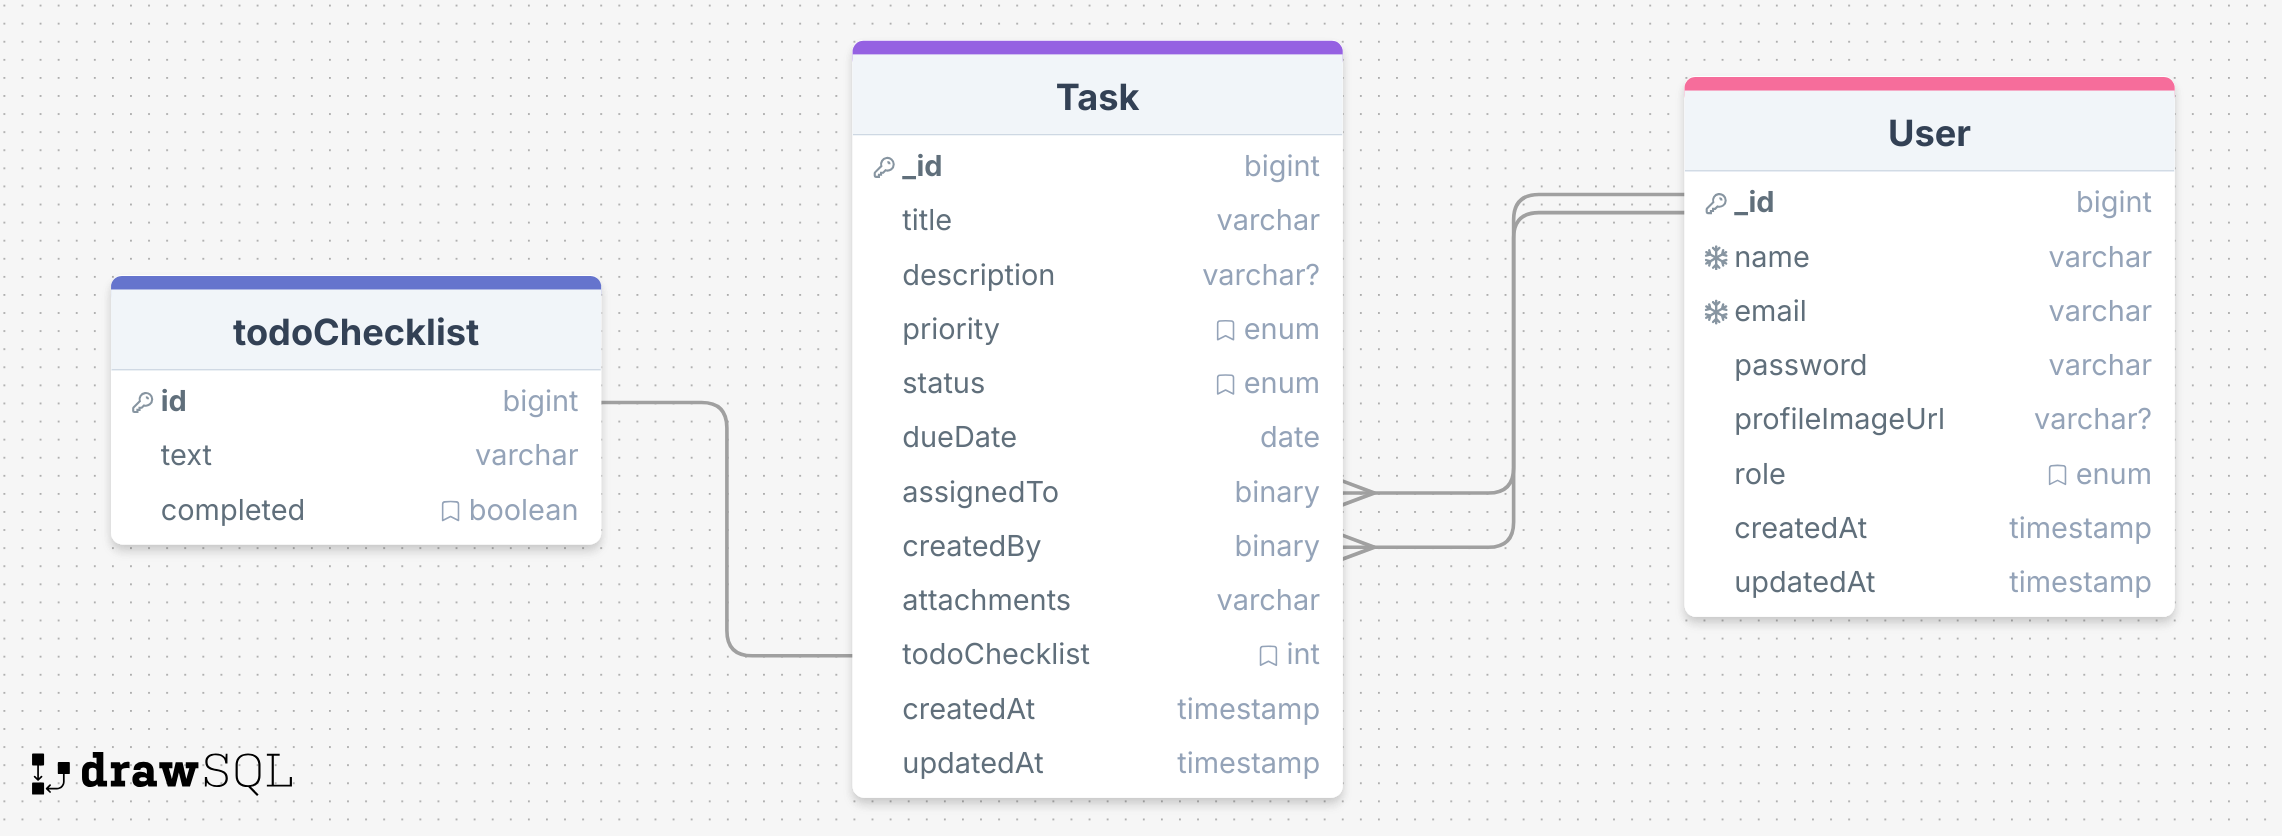 todoChecklist
id bigint
text varchar
completed boolean
Task
_id bigint
title varchar
description varchar?
priority enum
status enum
dueDate date
assignedTo binary
createdBy binary
attachments varchar
todoChecklist int
createdAt timestamp
updatedAt timestamp
User
_id bigint
name varchar
email varchar
password varchar
profileImageUrl varchar?
role enum
createdAt timestamp
updatedAt timestamp
drawSQL